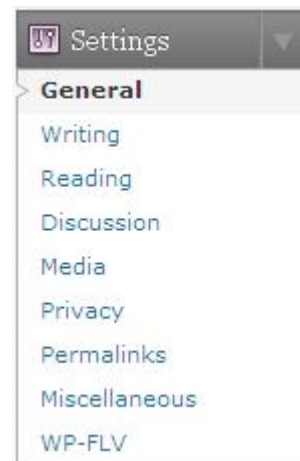 Settings
General
Writing
Reading
Discussion
Media
Privacy
Permalinks
Miscellaneous
WP-FLV